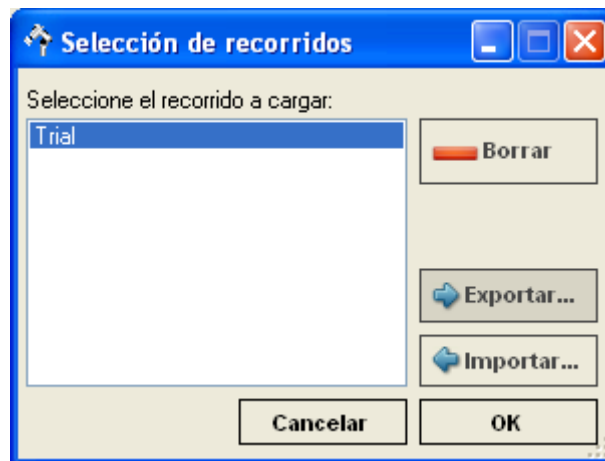 Selección de recorridos
Seleccione el recorrido a cargar:
Trial
Borrar
Exportar...
Importar...
Cancelar
OK